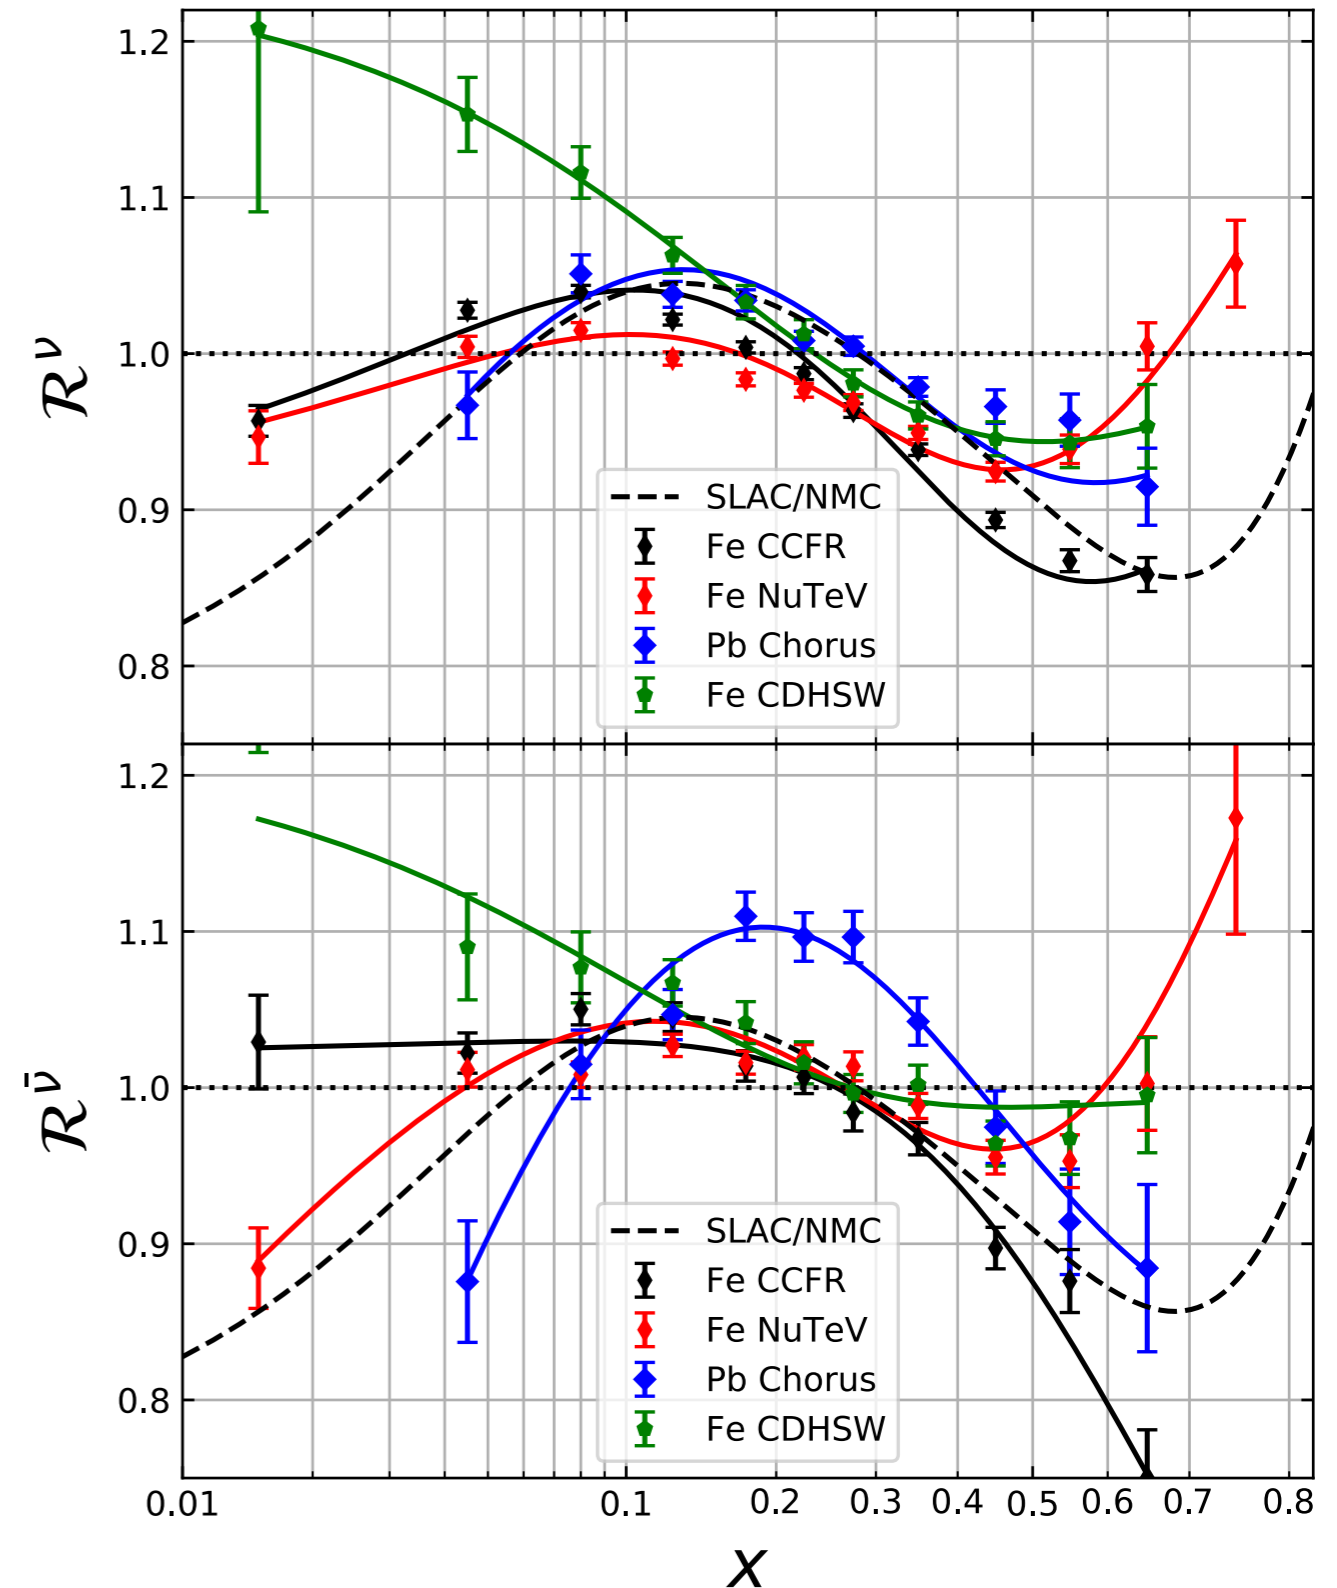 1.2
1.1
1.0
0.9
0.8
ℛ^ν
SLAC/NMC
Fe CCFR
Fe NuTeV
Pb Chorus
Fe CDHSW
1.2
1.1
1.0
0.9
0.8
ℛ^ν̄
SLAC/NMC
Fe CCFR
Fe NuTeV
Pb Chorus
Fe CDHSW
0.01 0.1 0.2 0.3 0.4 0.5 0.6 0.7 0.8
x